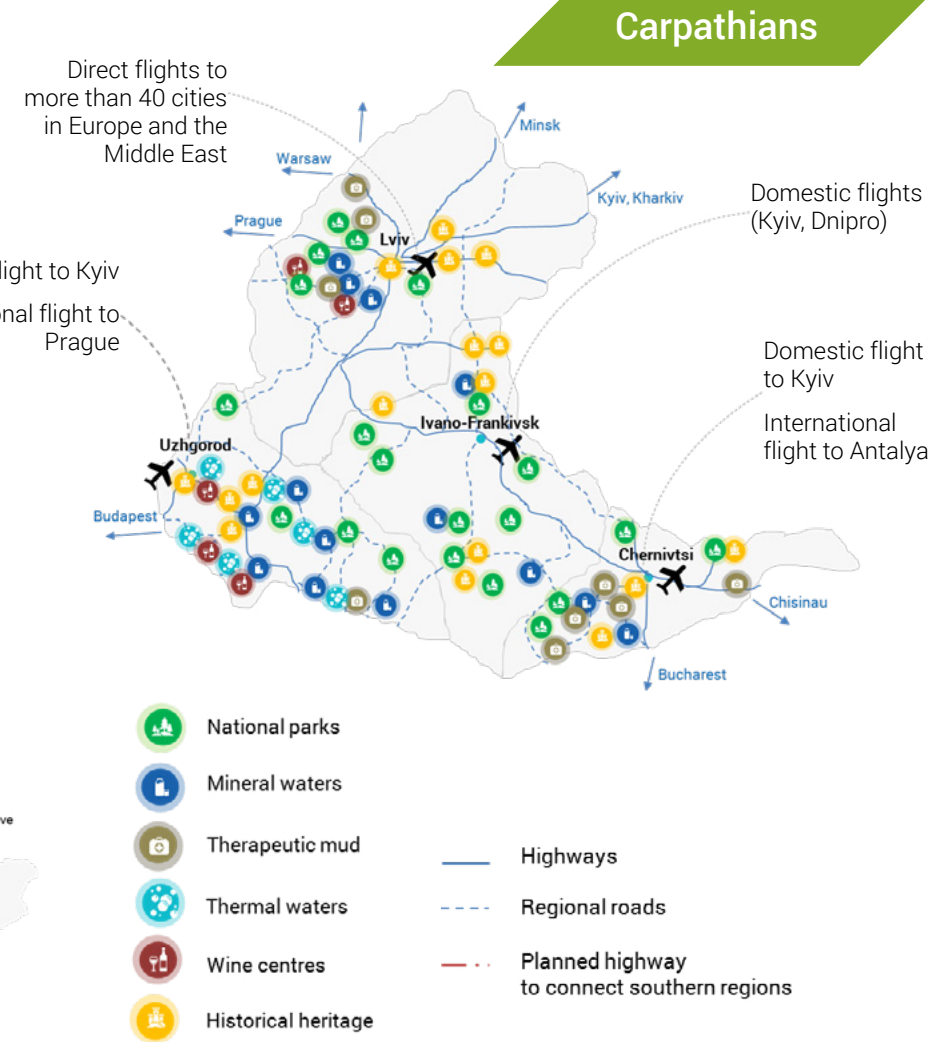 Carpathians
Direct flights to
more than 40 cities
in Europe and the
Middle East
Minsk
Warsaw
Kyiv, Kharkiv
Prague
Lviv
Domestic flights
(Kyiv, Dnipro)
flight to Kyiv
flight to
Prague
Domestic flight
to Kyiv
International
flight to Antalya
Ivano-Frankivsk
Uzhgorod
Budapest
Chernivtsi
Chisinau
Bucharest
National parks
Mineral waters
Therapeutic mud
Thermal waters
Wine centres
Historical heritage
Highways
Regional roads
Planned highway
to connect southern regions